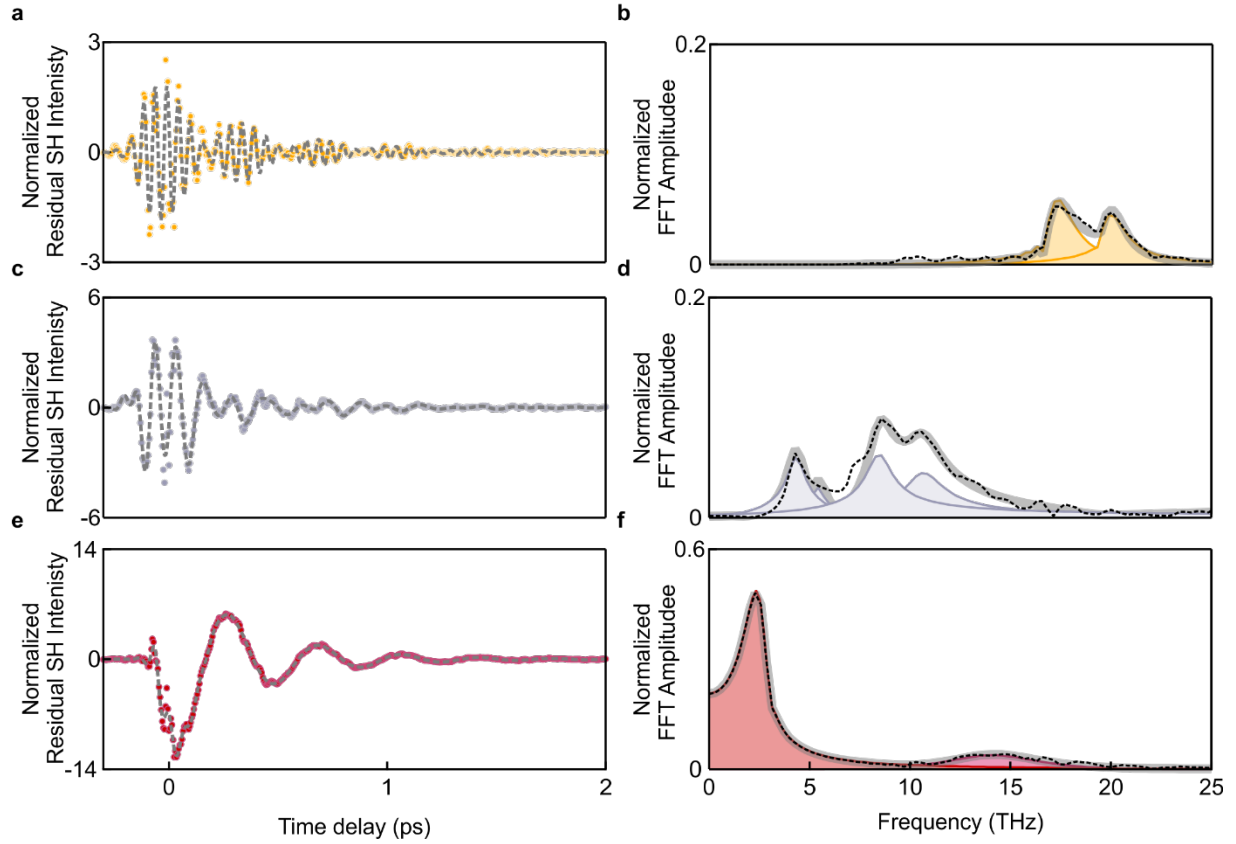 a
3
0
-3
Normalized
Residual SH Intenisty
b
0.2
0
Normalized
FFT Amplitudee
c
6
0
-6
Normalized
Residual SH Intenisty
d
0.2
0
Normalized
FFT Amplitudee
e
14
0
-14
Normalized
Residual SH Intenisty
0 1 2
Time delay (ps)
f
0.6
0
Normalized
FFT Amplitudee
0 5 10 15 20 25
Frequency (THz)